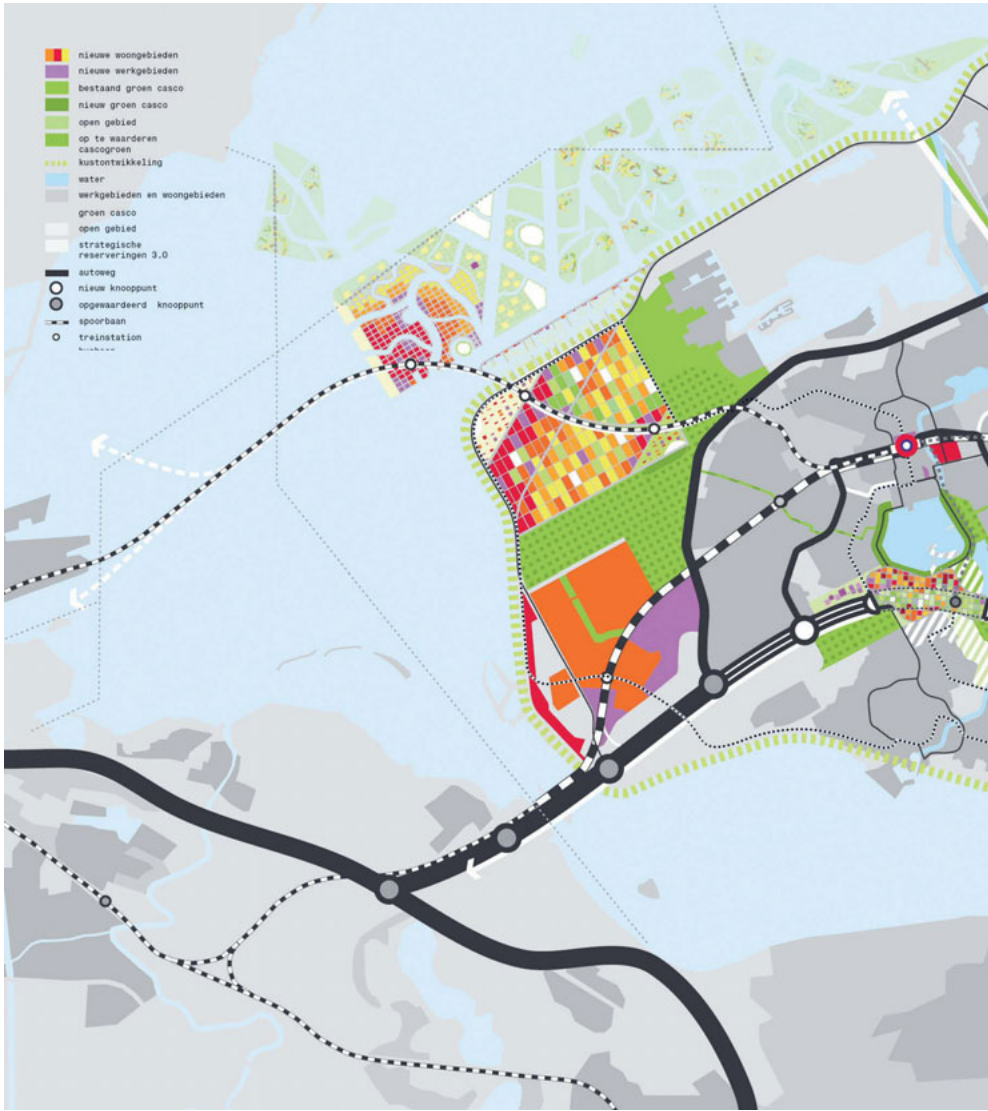 nieuwe woongebieden
nieuwe werkgebieden
bestaand groen casco
nieuw groen casco
open gebied
op te waarderen
cascogroen
kustontwikkeling
water
werkgebieden en woongebieden
groen casco
open gebied
strategische
reserveringen 3.0
autoweg
nieuw knooppunt
opgewaardeerd knooppunt
spoorbaan
treinstation